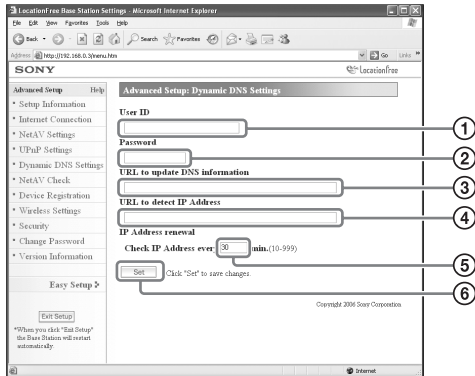 LocationFree Base Station Settings - Microsoft Internet Explorer
File Edit View Favorites Tools Help
Back Search Favorites
Address http://192.168.0.3/menu.htm Go Links
SONY LocationFree
Advanced Setup Help
Setup Information
Internet Connection
NetAV Settings
UPnP Settings
Dynamic DNS Settings
NetAV Check
Device Registration
Wireless Settings
Security
Change Password
Version Information
Easy Setup
Exit Setup
*When you click "Exit Setup"
the Base Station will restart
automatically.
Advanced Setup: Dynamic DNS Settings
User ID
1
Password
2
URL to update DNS information
3
URL to detect IP Address
4
IP Address renewal
Check IP Address every 30 min.(10-999)
5
Set Click "Set" to save changes.
6
Copyright 2006 Sony Corporation
Internet